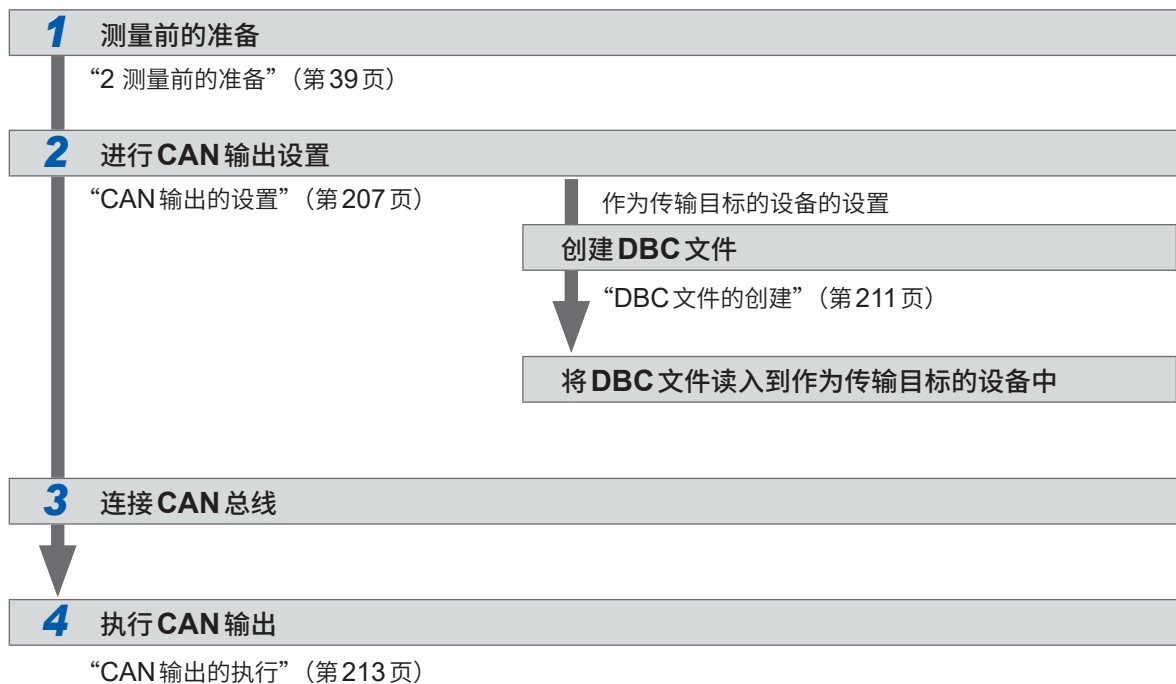 1 测量前的准备
“2 测量前的准备”（第39页）
2 进行CAN输出设置
“CAN输出的设置”（第207页）
作为传输目标的设备的设置
创建DBC文件
“DBC文件的创建”（第211页）
将DBC文件读入到作为传输目标的设备中
3 连接CAN总线
4 执行CAN输出
“CAN输出的执行”（第213页）